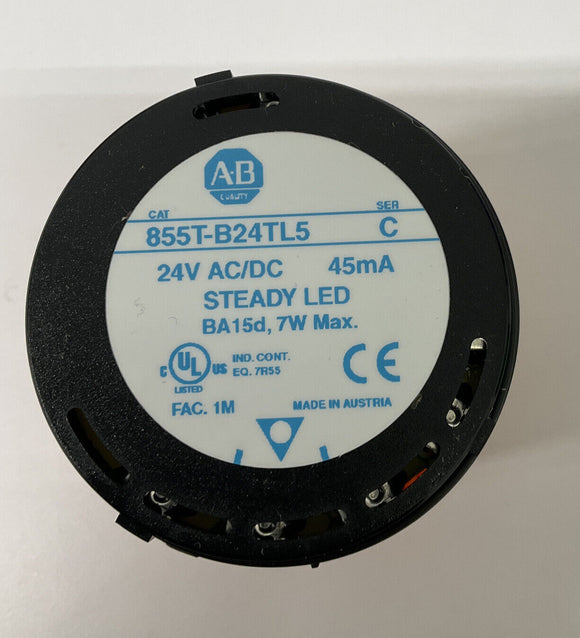 A·B
QUALITY
CAT SER
855T-B24TL5 C
24V AC/DC 45mA
STEADY LED
BA15d, 7W Max.
C UL US LISTED
IND. CONT.
EQ. 7R55
CE
FAC. 1M MADE IN AUSTRIA